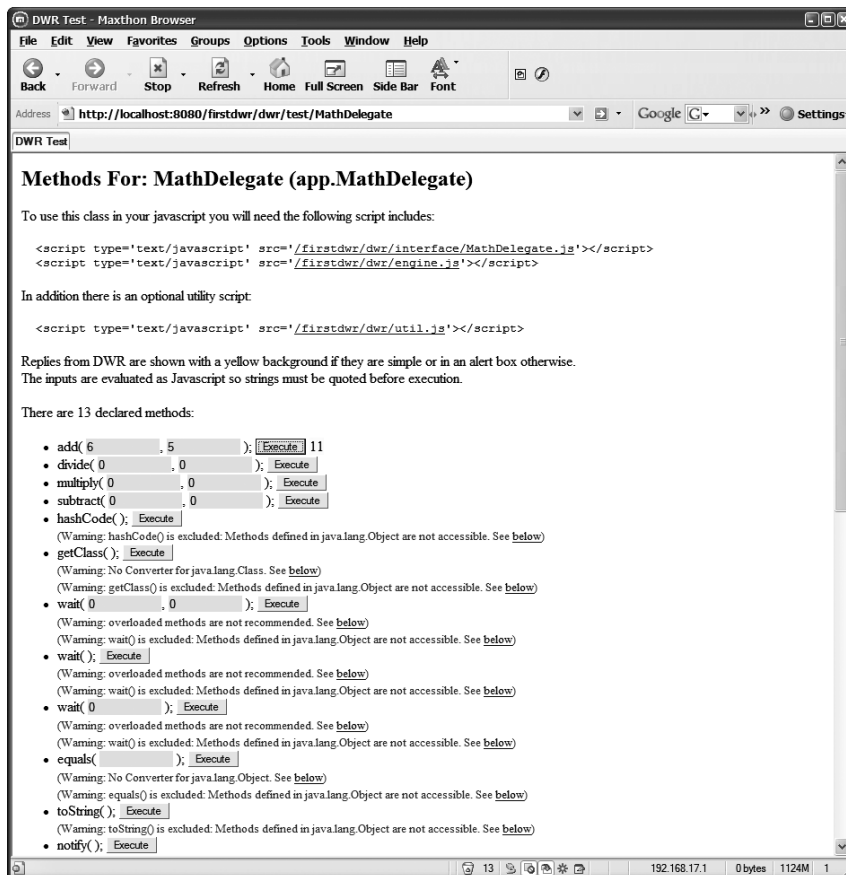 DWR Test - Maxthon Browser
File Edit View Favorites Groups Options Tools Window Help
Back Forward Stop Refresh Home Full Screen Side Bar Font
Address http://localhost:8080/firstdwr/dwr/test/MathDelegate Google G Settings
DWR Test
Methods For: MathDelegate (app.MathDelegate)
To use this class in your javascript you will need the following script includes:
<script type='text/javascript' src='/firstdwr/dwr/interface/MathDelegate.js'></script>
<script type='text/javascript' src='/firstdwr/dwr/engine.js'></script>
In addition there is an optional utility script:
<script type='text/javascript' src='/firstdwr/dwr/util.js'></script>
Replies from DWR are shown with a yellow background if they are simple or in an alert box otherwise.
The inputs are evaluated as Javascript so strings must be quoted before execution.
There are 13 declared methods:
• add( 6 , 5 ); Execute 11
• divide( 0 , 0 ); Execute
• multiply( 0 , 0 ); Execute
• subtract( 0 , 0 ); Execute
• hashCode( ); Execute
(Warning: hashCode() is excluded: Methods defined in java.lang.Object are not accessible. See below)
• getClass( ); Execute
(Warning: No Converter for java.lang.Class. See below)
(Warning: getClass() is excluded: Methods defined in java.lang.Object are not accessible. See below)
• wait( 0 , 0 ); Execute
(Warning: overloaded methods are not recommended. See below)
(Warning: wait() is excluded: Methods defined in java.lang.Object are not accessible. See below)
• wait( ); Execute
(Warning: overloaded methods are not recommended. See below)
(Warning: wait() is excluded: Methods defined in java.lang.Object are not accessible. See below)
• wait( 0 ); Execute
(Warning: overloaded methods are not recommended. See below)
(Warning: wait() is excluded: Methods defined in java.lang.Object are not accessible. See below)
• equals( ); Execute
(Warning: No Converter for java.lang.Object. See below)
(Warning: equals() is excluded: Methods defined in java.lang.Object are not accessible. See below)
• toString( ); Execute
(Warning: toString() is excluded: Methods defined in java.lang.Object are not accessible. See below)
• notify( ); Execute
13 192.168.17.1 0 bytes 1124M 1